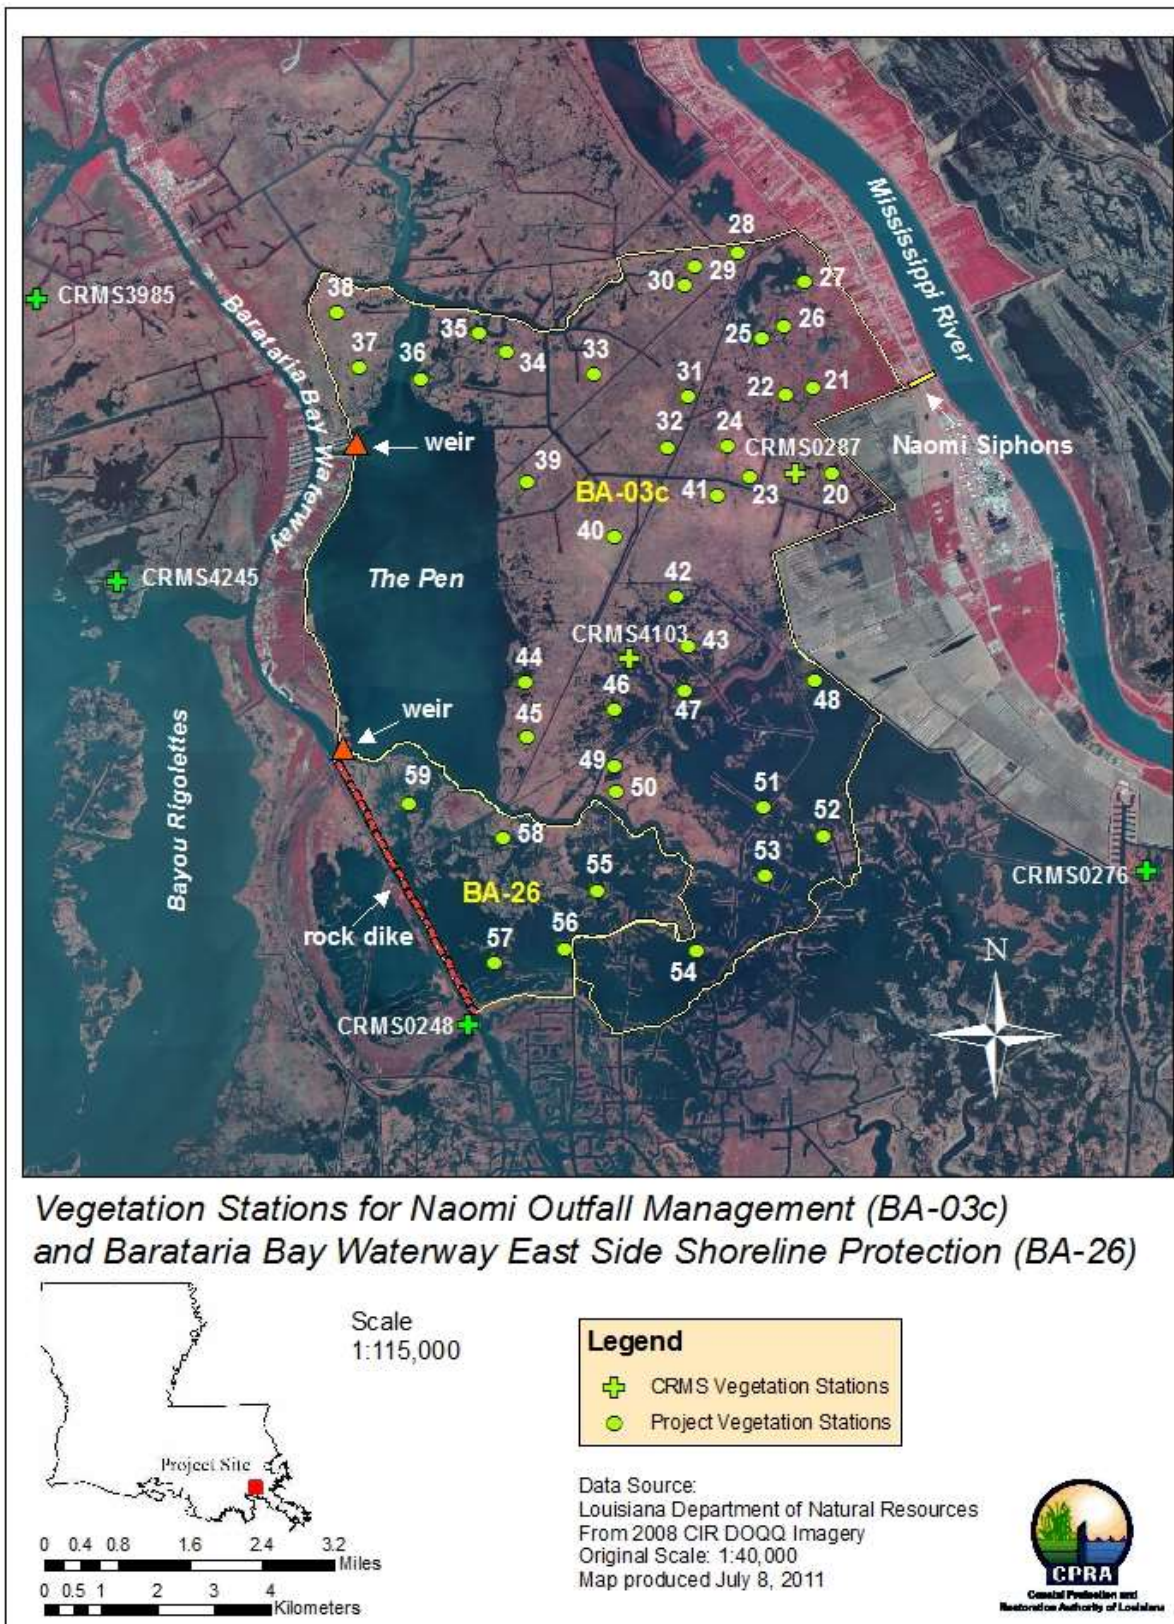 28
Mississippi River
29
30
27
CRMS3985
38
Barataria Bay Waterway
35
26
25
33
34
37
36
31
22
21
32
24
weir
CRMS0287
Naomi Siphons
39
BA-03c
41
23
20
40
CRMS4245
The Pen
42
CRMS4103
43
44
46
48
47
weir
45
Bayou Rigolettes
49
59
50
51
52
58
53
55
CRMS0276
BA-26
rock dike
56
57
54
N
CRMS0248
Vegetation Stations for Naomi Outfall Management (BA-03c)
and Barataria Bay Waterway East Side Shoreline Protection (BA-26)
Scale
1:115,000
Project Site
0 0.4 0.8 1.6 2.4 3.2
Miles
0 0.5 1 2 3 4
Kilometers
Legend
CRMS Vegetation Stations
Project Vegetation Stations
Data Source:
Louisiana Department of Natural Resources
From 2008 CIR DOQQ Imagery
Original Scale: 1:40,000
Map produced July 8, 2011
CPRA
Coastal Protection and
Restoration Authority of Louisiana